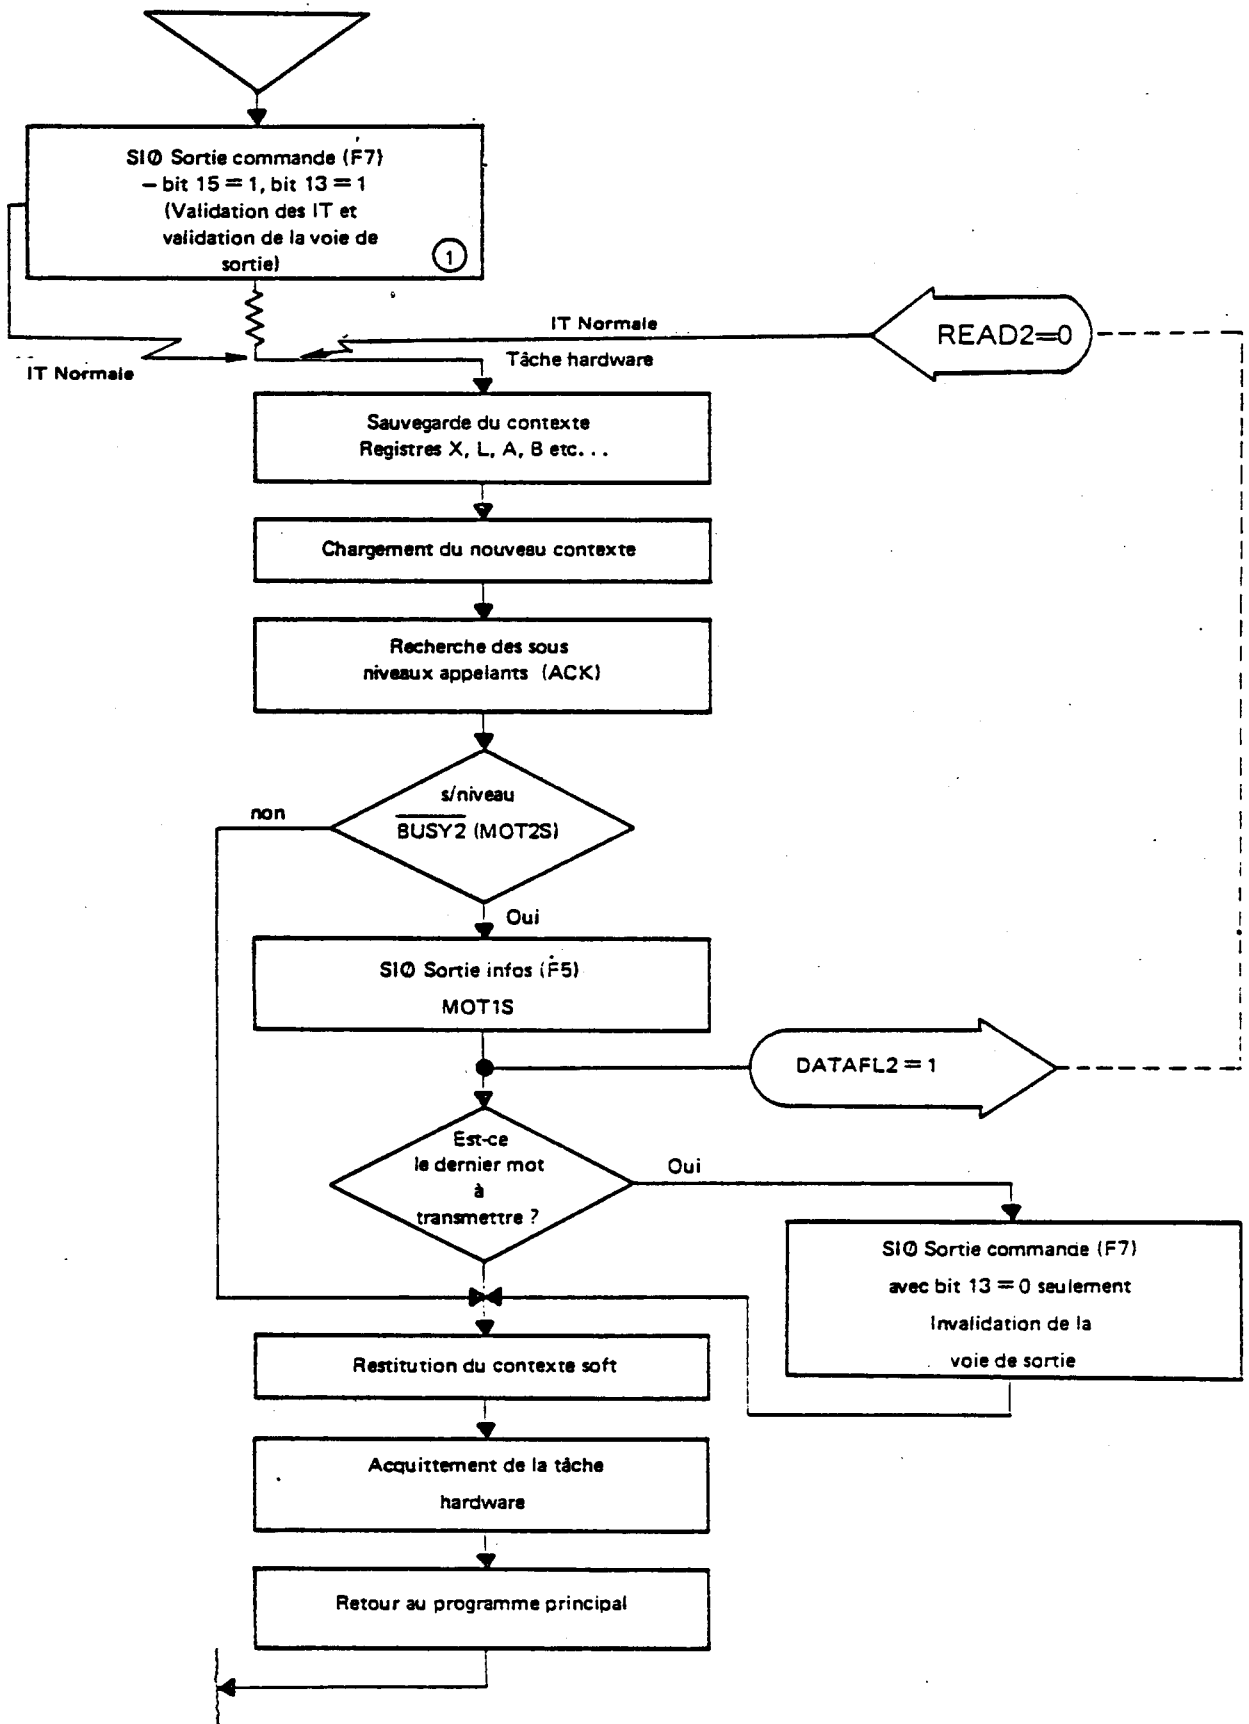 SIØ Sortie commande (F7)
— bit 15 = 1, bit 13 = 1
(Validation des IT et
validation de la voie de
sortie)
1
IT Normale
READ2=0
IT Normale
Tâche hardware
Sauvegarde du contexte
Registres X, L, A, B etc...
Chargement du nouveau contexte
Recherche des sous
niveaux appelants (ACK)
s/niveau
non
B̅U̅S̅Y̅2̅ (MOT2S)
Oui
SIØ Sortie infos (F5)
MOT1S
DATAFL2 = 1
Est-ce
le dernier mot
à
transmettre ?
Oui
SIØ Sortie commande (F7)
avec bit 13 = 0 seulement
Invalidation de la
voie de sortie
Restitution du contexte soft
Acquittement de la tâche
hardware
Retour au programme principal